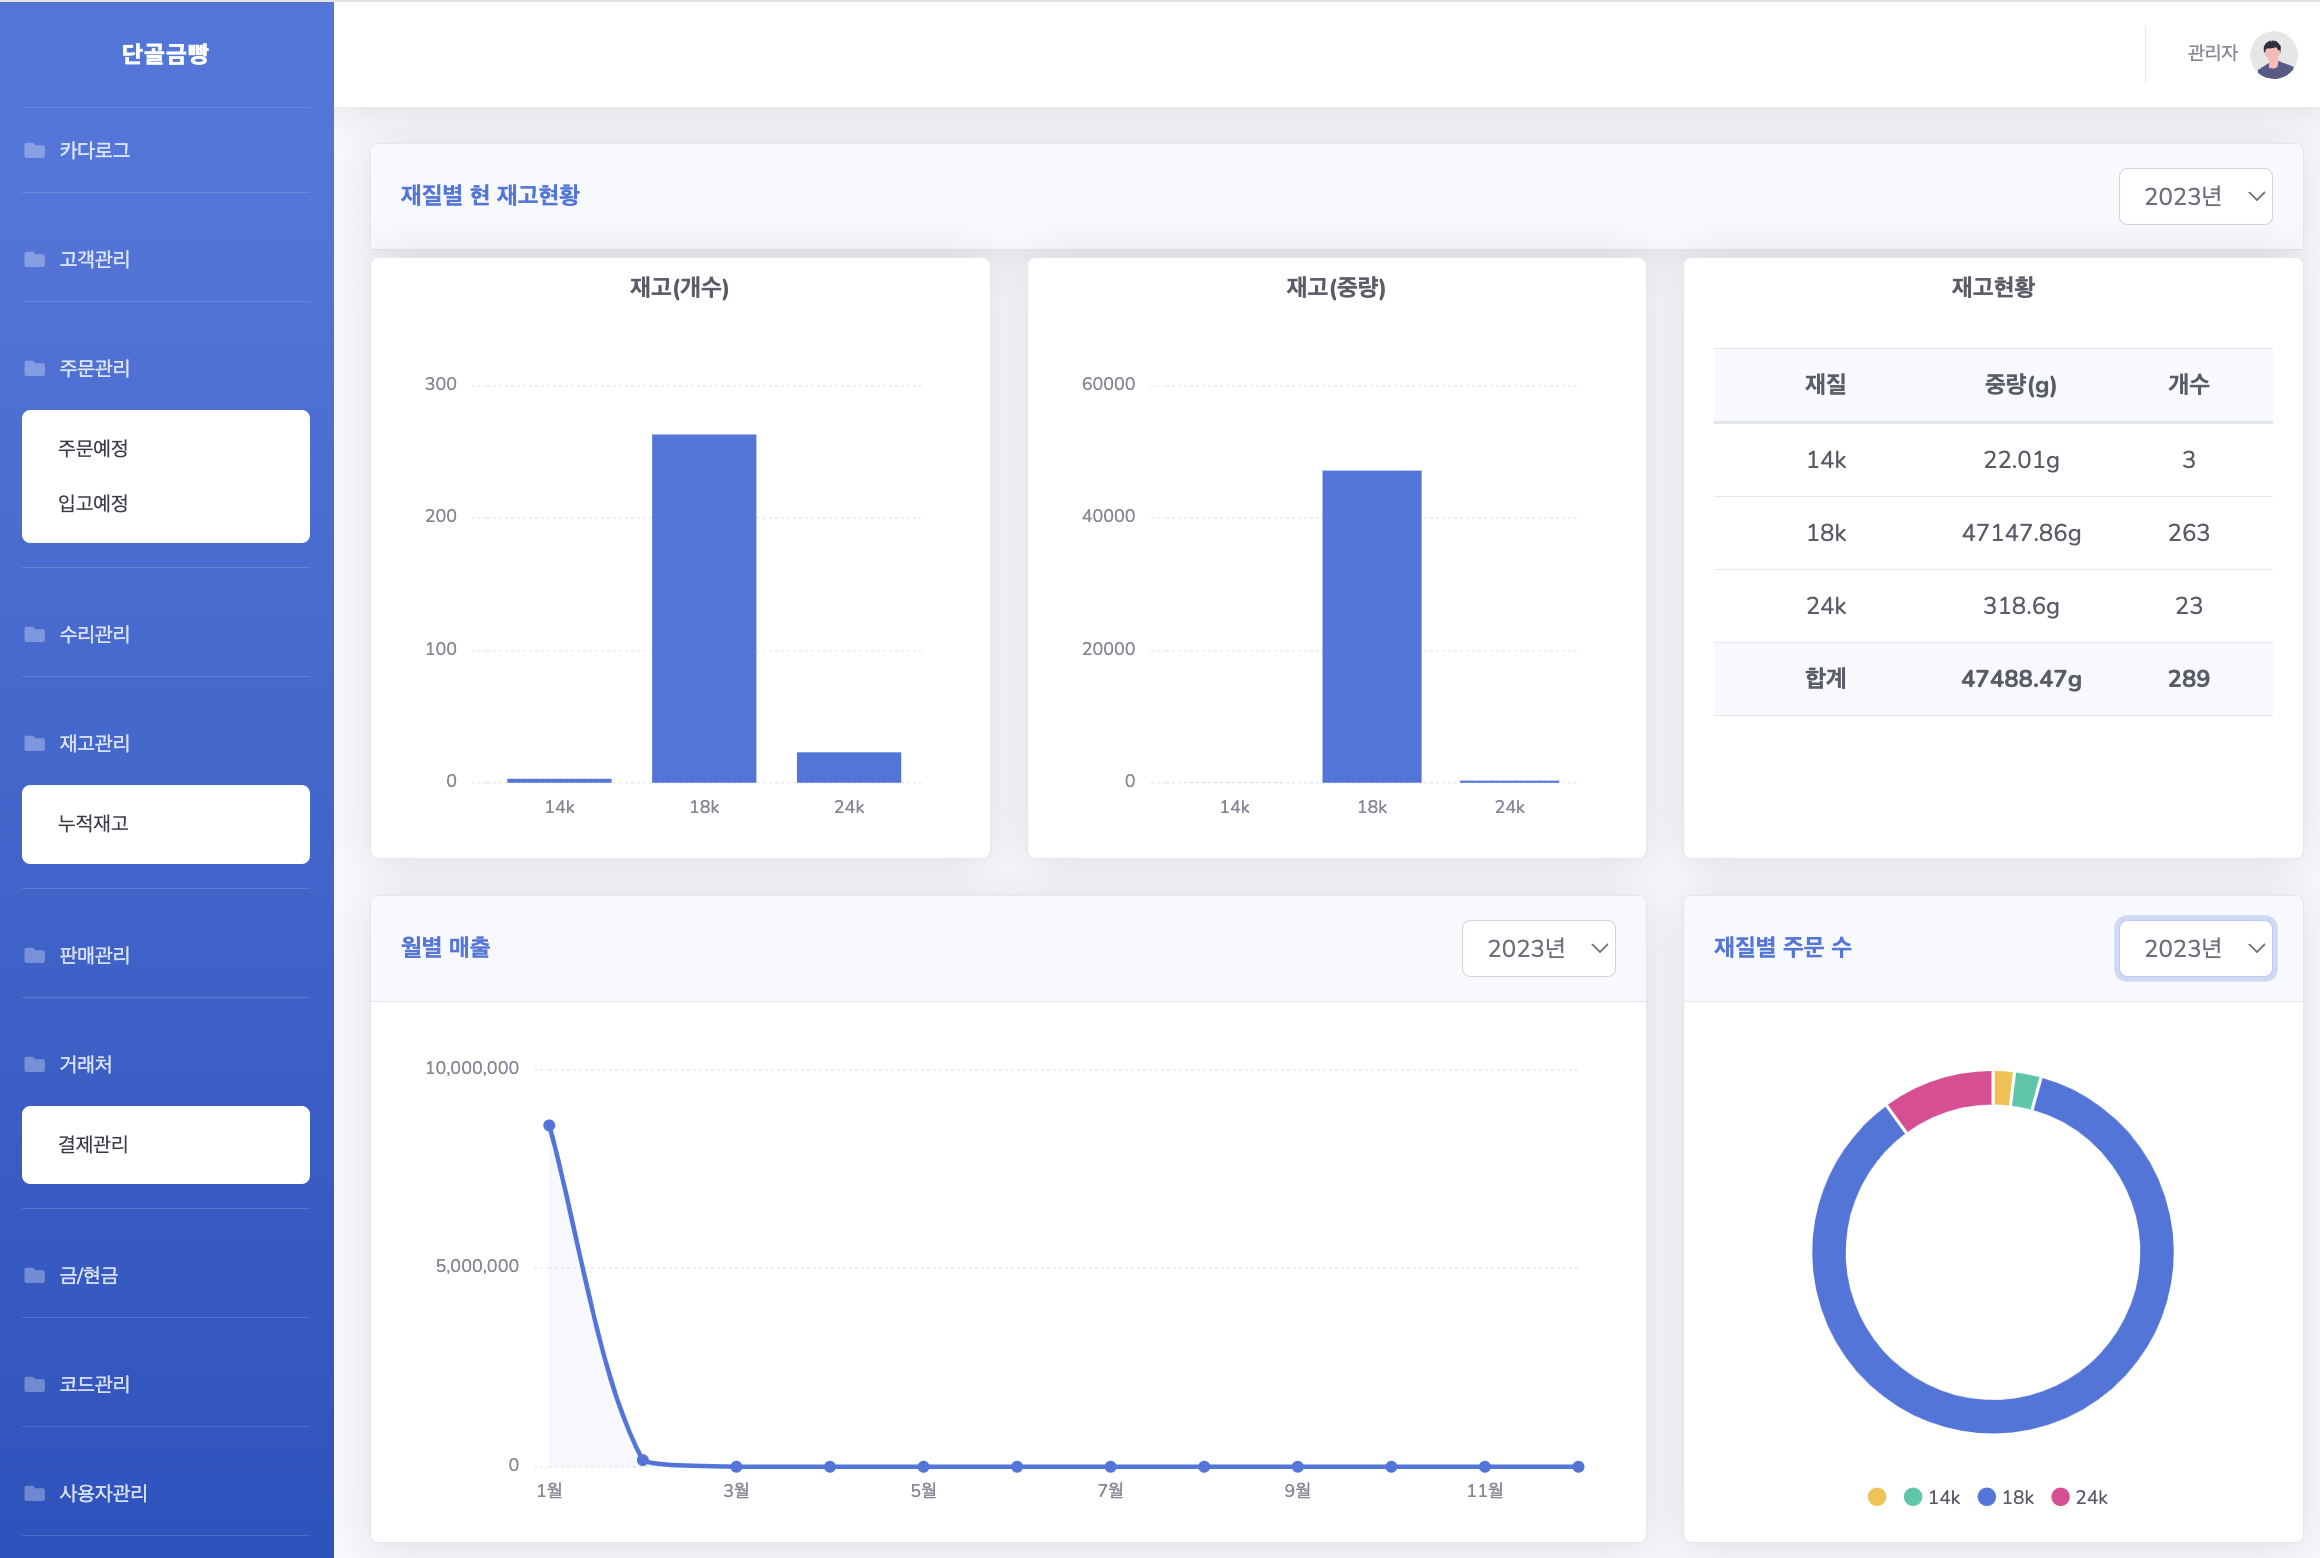 단골금빵
카다로그
고객관리
주문관리
주문예정
입고예정
수리관리
재고관리
누적재고
판매관리
거래처
결제관리
금/현금
코드관리
사용자관리
관리자
재질별 현 재고현황
2023년
재고(개수)
300
200
100
0
14k 18k 24k
재고(중량)
60000
40000
20000
0
14k 18k 24k
재고현황
재질 중량(g) 개수
14k 22.01g 3
18k 47147.86g 263
24k 318.6g 23
합계 47488.47g 289
월별 매출
2023년
10,000,000
5,000,000
0
1월 3월 5월 7월 9월 11월
재질별 주문 수
2023년
14k 18k 24k